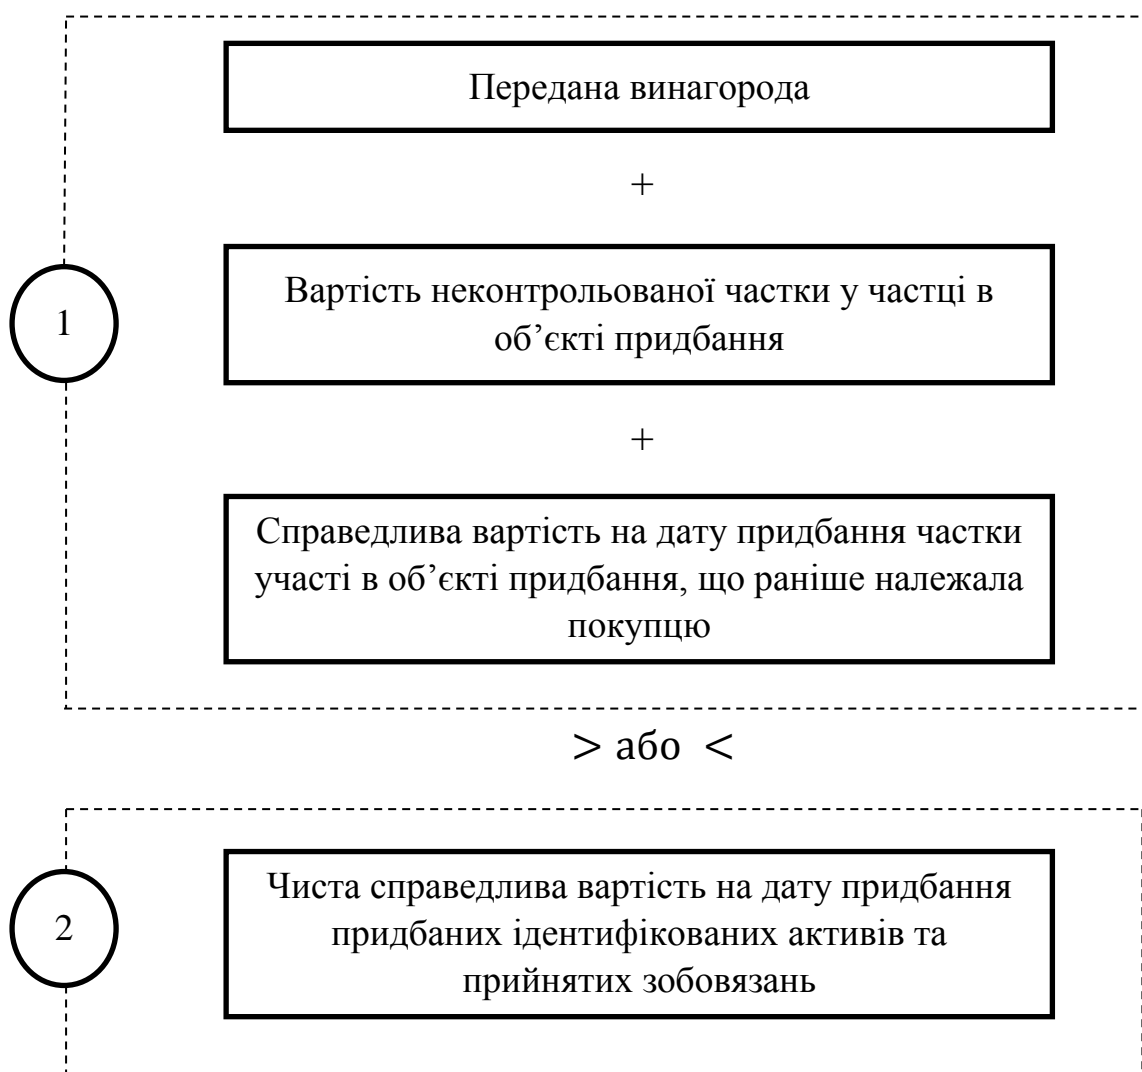 Передана винагорода
+
Вартість неконтрольованої частки у частці в
об’єкті придбання
1
+
Справедлива вартість на дату придбання частки
участі в об’єкті придбання, що раніше належала
покупцю
> або <
Чиста справедлива вартість на дату придбання
придбаних ідентифікованих активів та
прийнятих зобовязань
2